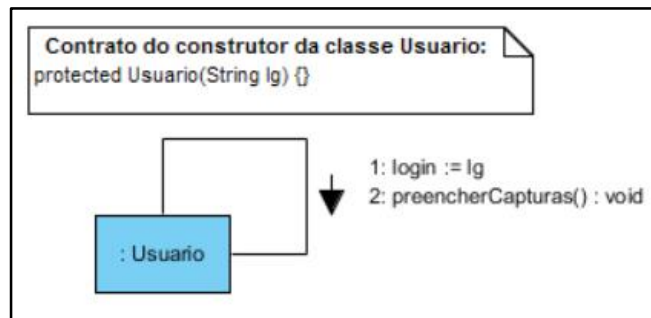 Contrato do construtor da classe Usuario:
protected Usuario(String lg) {}
1: login := lg
2: preencherCapturas() : void
: Usuario